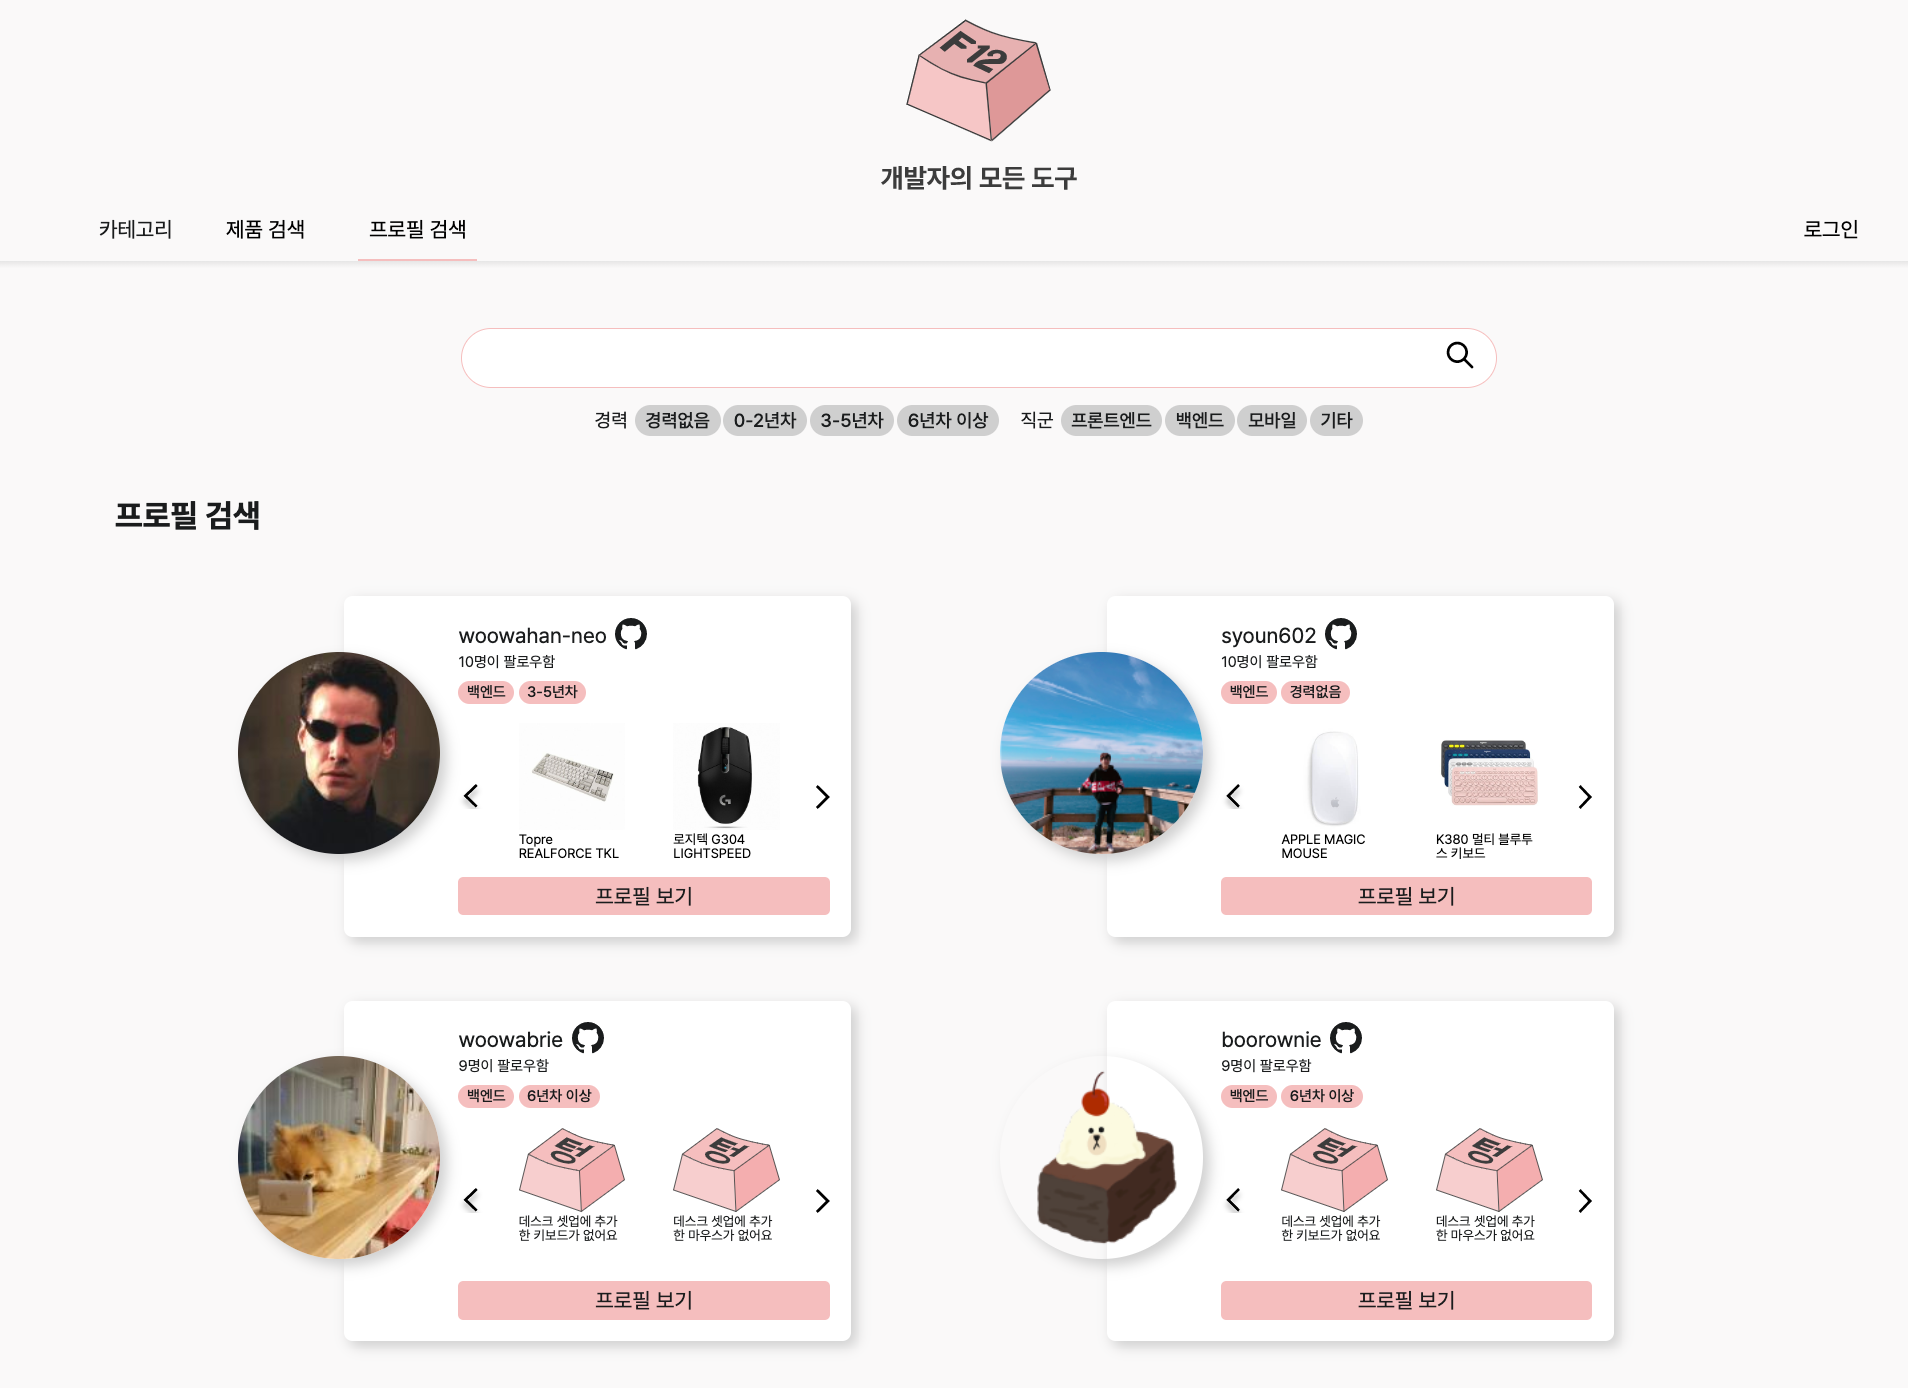 F12
개발자의 모든 도구
카테고리 제품 검색 프로필 검색 로그인
경력 경력없음 0-2년차 3-5년차 6년차 이상 직군 프론트엔드 백엔드 모바일 기타
프로필 검색
woowahan-neo
10명이 팔로우함
백엔드 3-5년차
Topre
REALFORCE TKL
로지텍 G304
LIGHTSPEED
프로필 보기
syoun602
10명이 팔로우함
백엔드 경력없음
APPLE MAGIC
MOUSE
K380 멀티 블루투
스 키보드
프로필 보기
woowabrie
9명이 팔로우함
백엔드 6년차 이상
텅
데스크 셋업에 추가
한 키보드가 없어요
텅
데스크 셋업에 추가
한 마우스가 없어요
프로필 보기
boorownie
9명이 팔로우함
백엔드 6년차 이상
텅
데스크 셋업에 추가
한 키보드가 없어요
텅
데스크 셋업에 추가
한 마우스가 없어요
프로필 보기